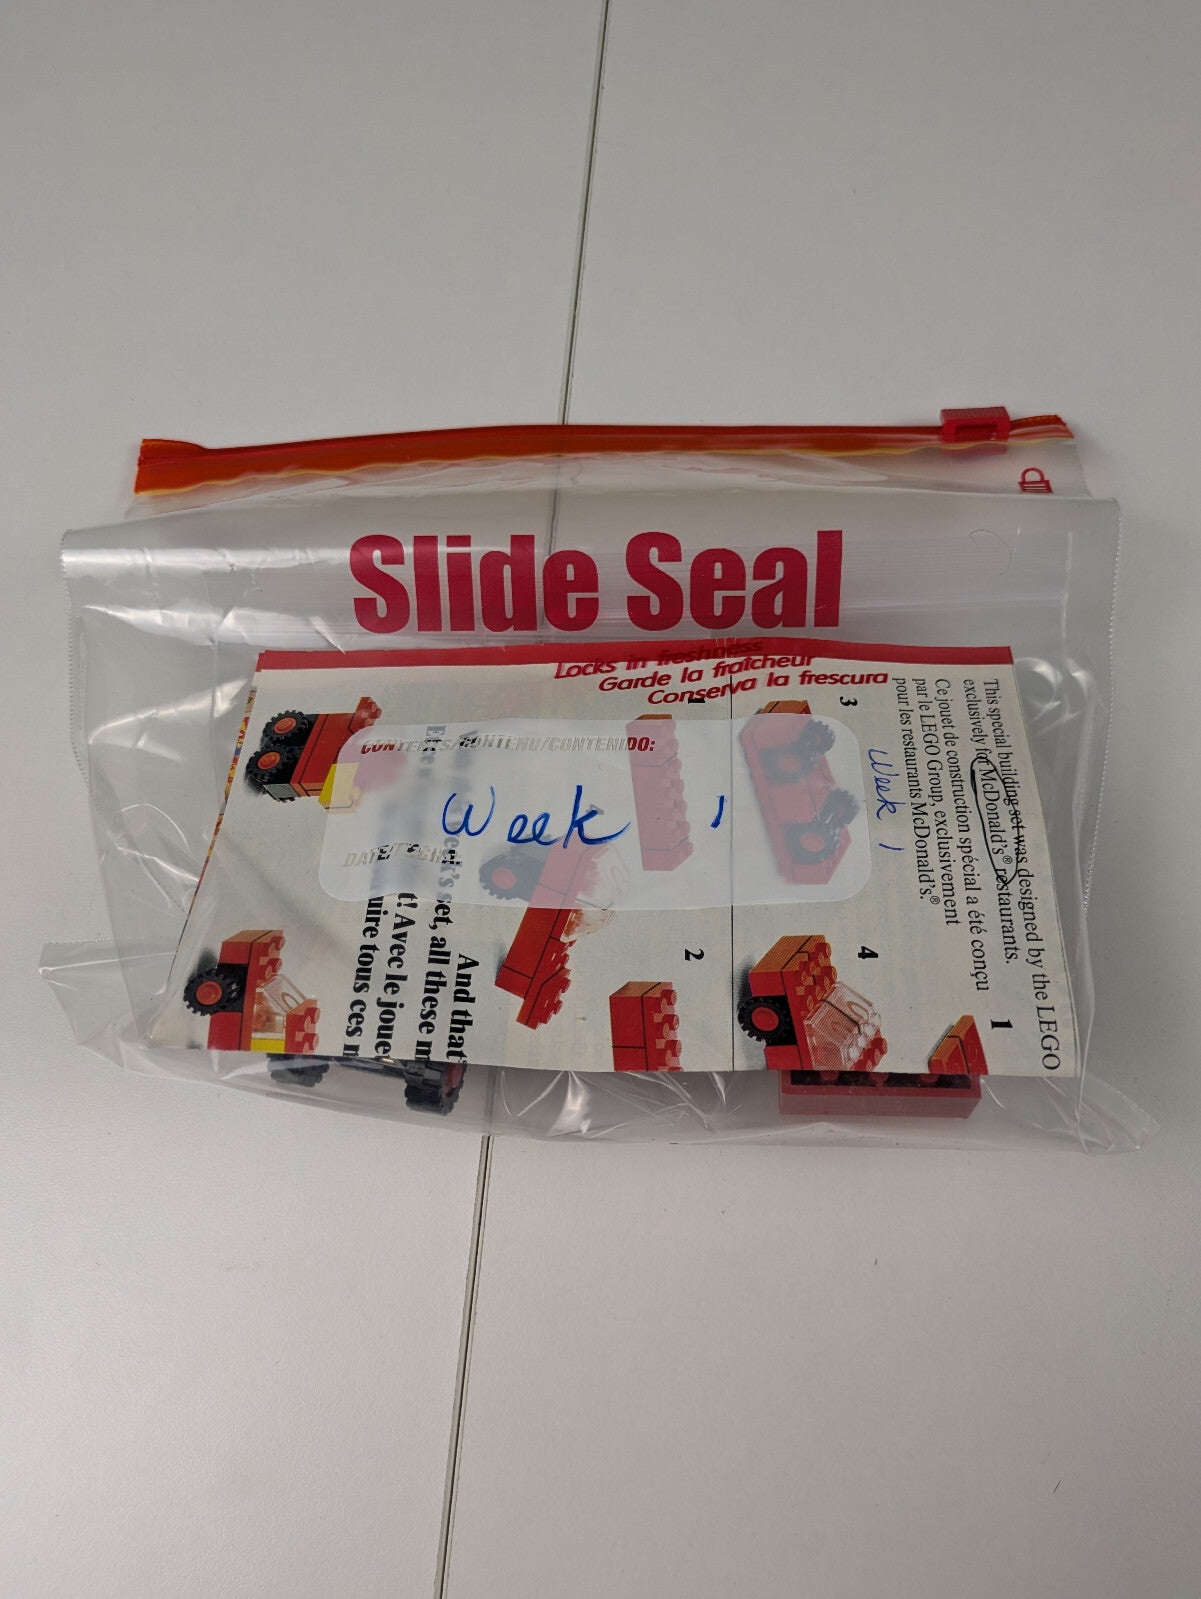 Slide Seal
Locks in freshness
Garde la fraîcheur
Conserva la frescura
CONTENTS/CONTENU/CONTENIDO:
Week 1
This special building set was designed by the LEGO
exclusively for McDonald's® restaurants.
Ce jouet de construction spécial a été conçu
par le LEGO Group, exclusivement
pour les restaurants McDonald's.®
Week 1
1
1
2
3
4
And that
set, all these m
t! Avec le joue
uire tous ces m